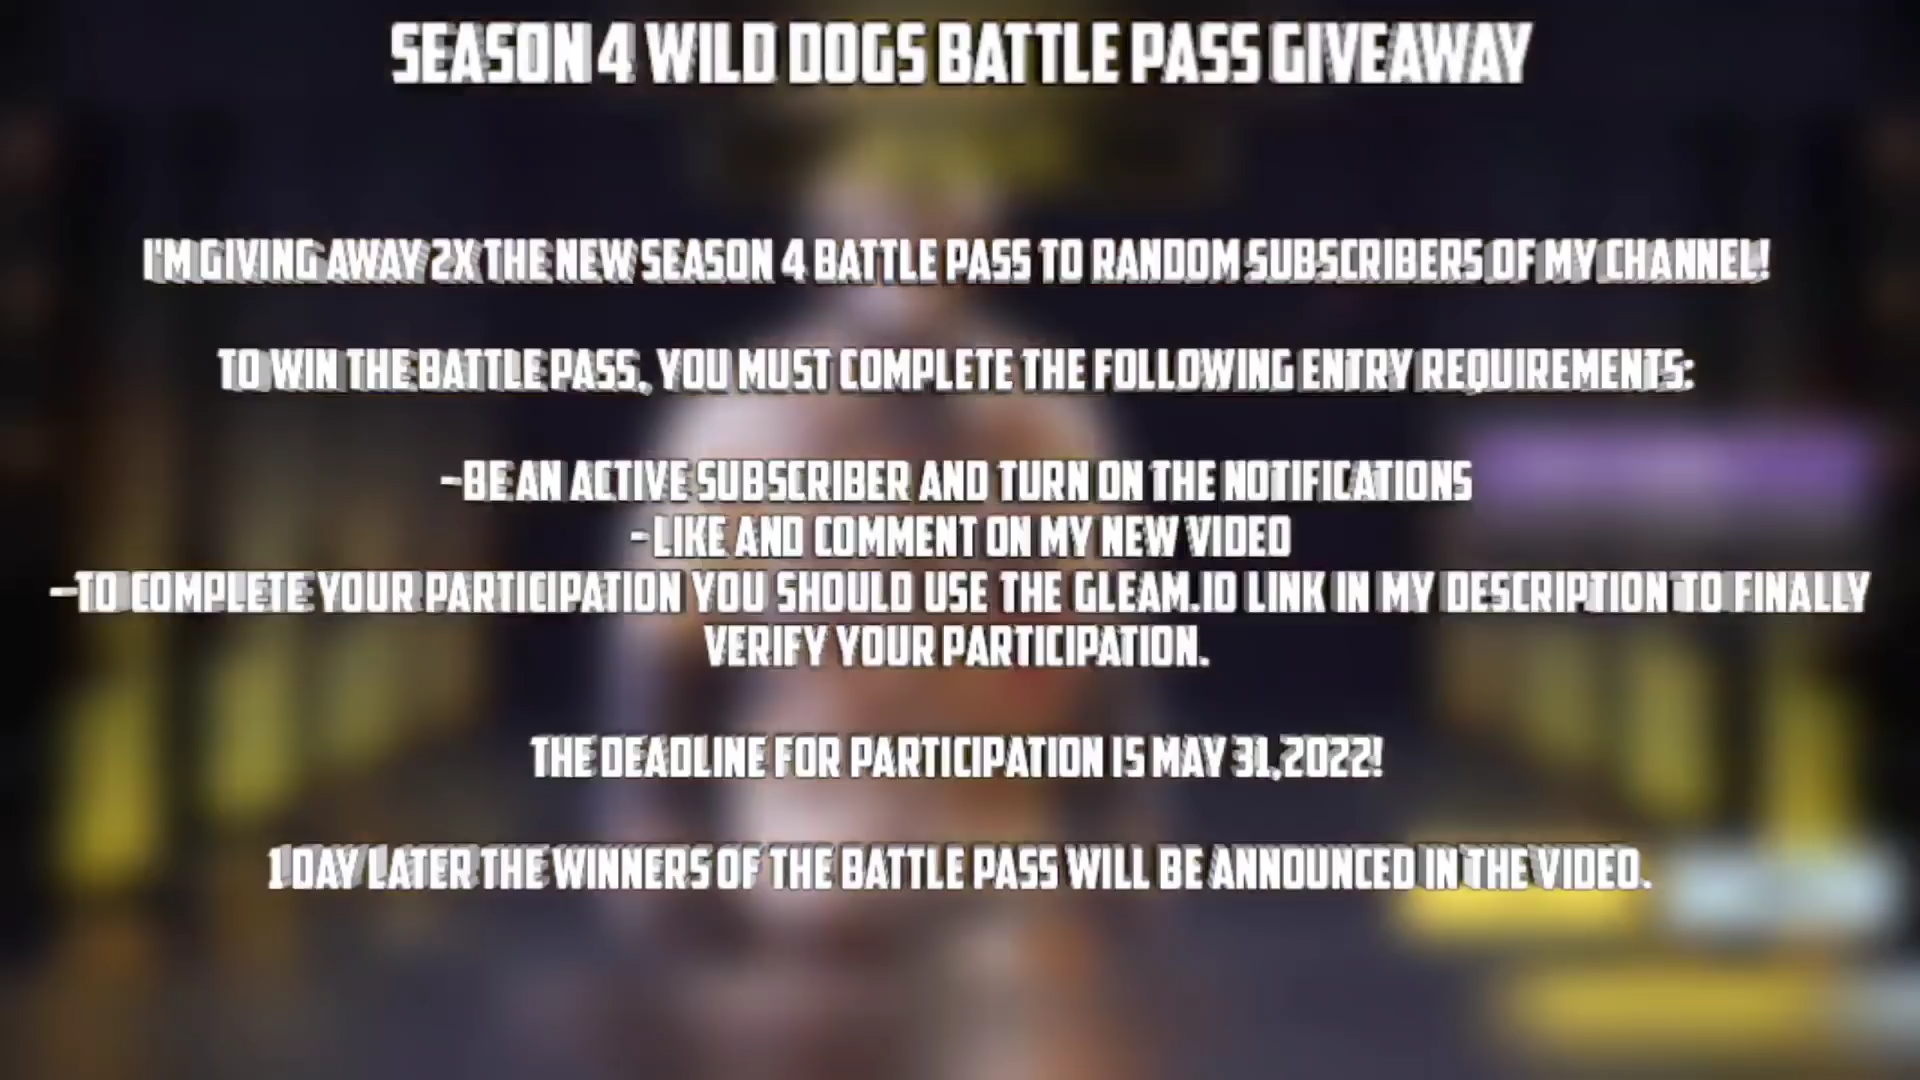 SEASON 4 WILD DOGS BATTLE PASS GIVEAWAY
I'M GIVING AWAY 2X THE NEW SEASON 4 BATTLE PASS TO RANDOM SUBSCRIBERS OF MY CHANNEL!
TO WIN THE BATTLE PASS, YOU MUST COMPLETE THE FOLLOWING ENTRY REQUIREMENTS:
-BE AN ACTIVE SUBSCRIBER AND TURN ON THE NOTIFICATIONS
- LIKE AND COMMENT ON MY NEW VIDEO
-TO COMPLETE YOUR PARTICIPATION YOU SHOULD USE THE GLEAM.IO LINK IN MY DESCRIPTION TO FINALLY
VERIFY YOUR PARTICIPATION.
THE DEADLINE FOR PARTICIPATION IS MAY 31,2022!
1 DAY LATER THE WINNERS OF THE BATTLE PASS WILL BE ANNOUNCED IN THE VIDEO.